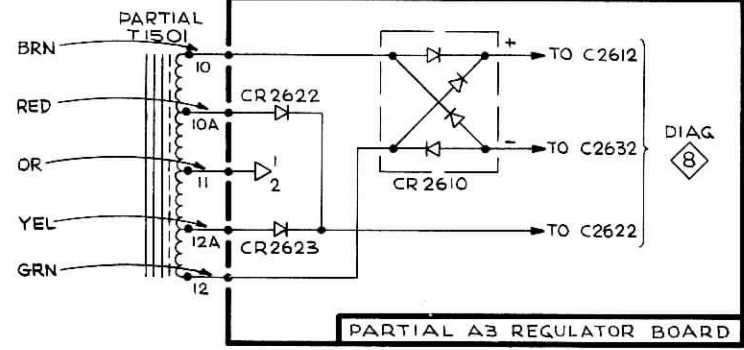 PARTIAL
T1501
BRN
10
RED
10A
CR2622
OR
11
1
2
YEL
12A
CR2623
GRN
12
+
-
CR2610
TO C2612
TO C2632
TO C2622
DIAG
8
PARTIAL A3 REGULATOR BOARD